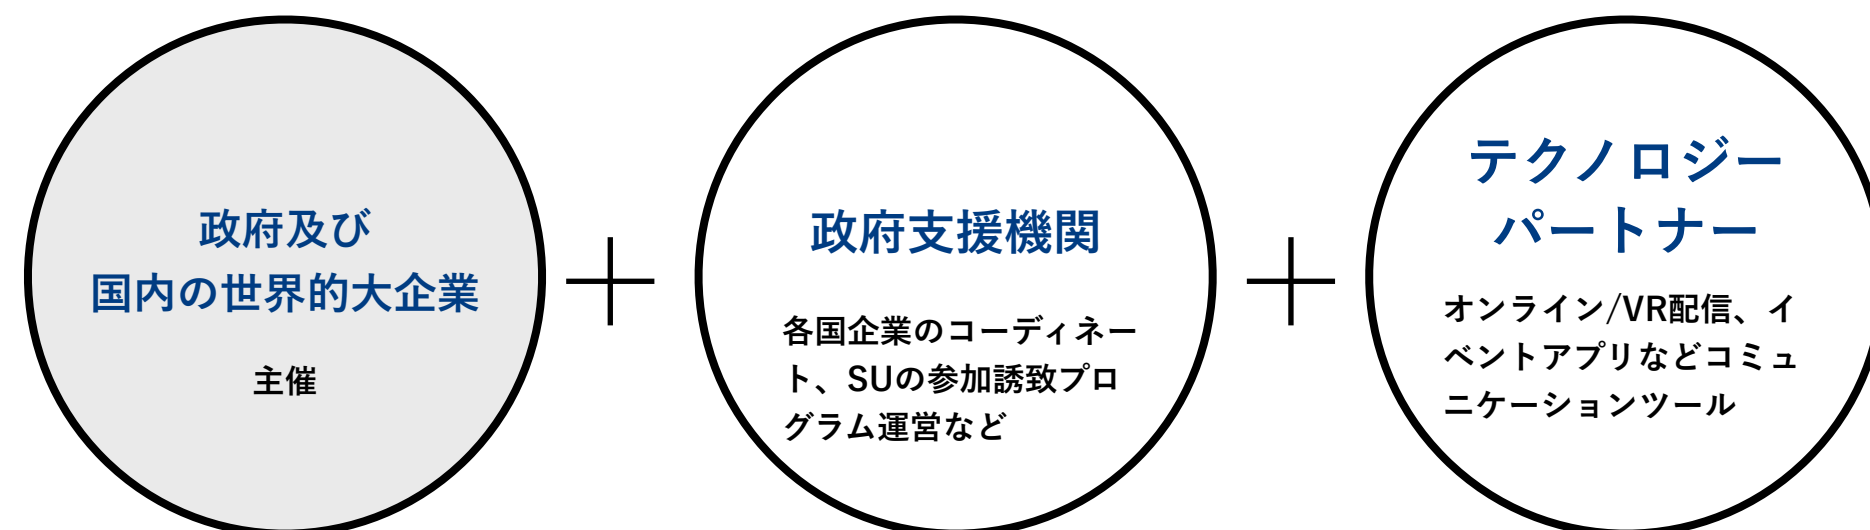 政府及び
国内の世界的大企業
主催
政府支援機関
各国企業のコーディネー
ト、SUの参加誘致プロ
グラム運営など
テクノロジー
パートナー
オンライン/VR配信、イ
ベントアプリなどコミュ
ニケーションツール